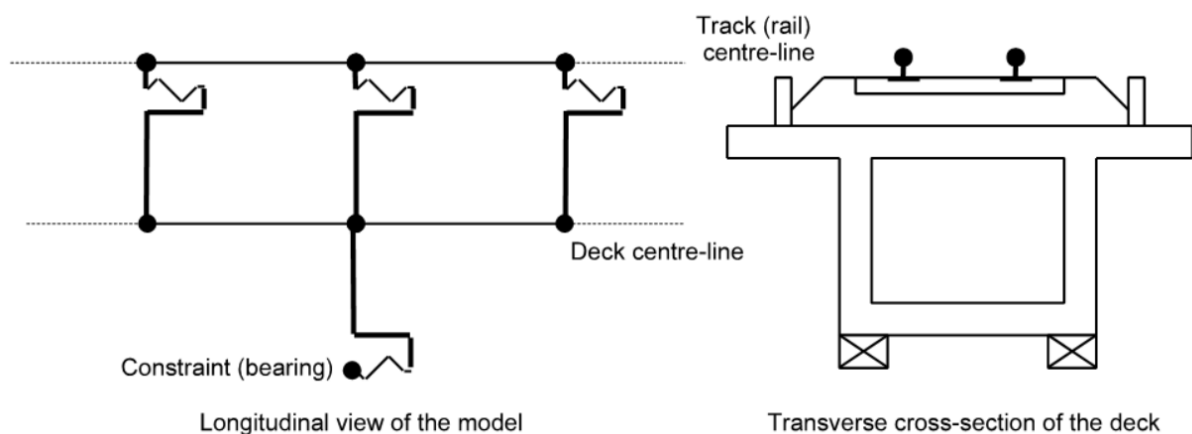 Track (rail)
centre-line
Deck centre-line
Constraint (bearing)
Longitudinal view of the model
Transverse cross-section of the deck